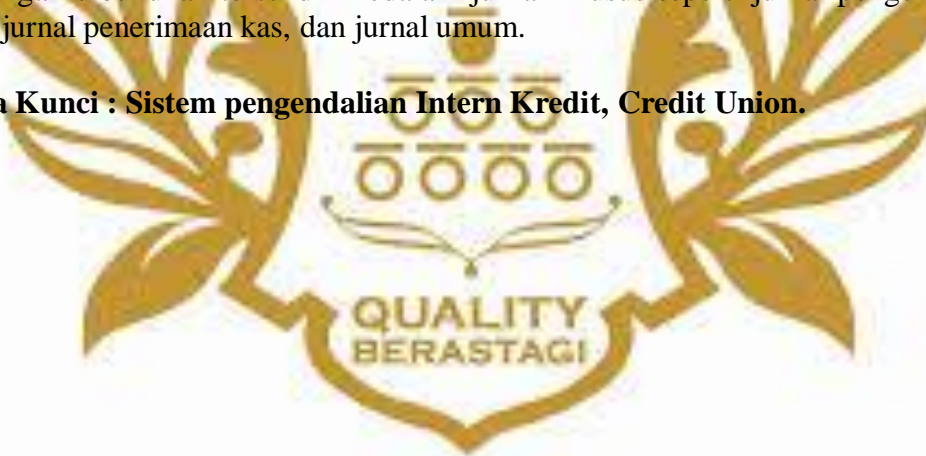 jurnal penerimaan kas, dan jurnal umum.
a Kunci : Sistem pengendalian Intern Kredit, Credit Union.
QUALITY
BERASTAGI